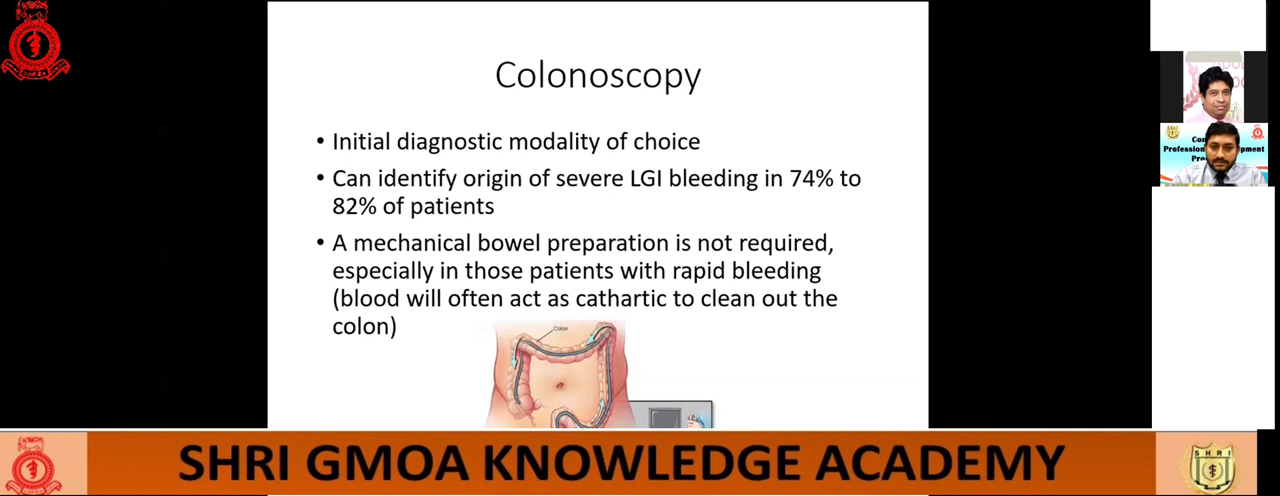 Colonoscopy
• Initial diagnostic modality of choice
• Can identify origin of severe LGI bleeding in 74% to
82% of patients
• A mechanical bowel preparation is not required,
especially in those patients with rapid bleeding
(blood will often act as cathartic to clean out the
colon)
Colon
SHRI GMOA KNOWLEDGE ACADEMY
SHRI